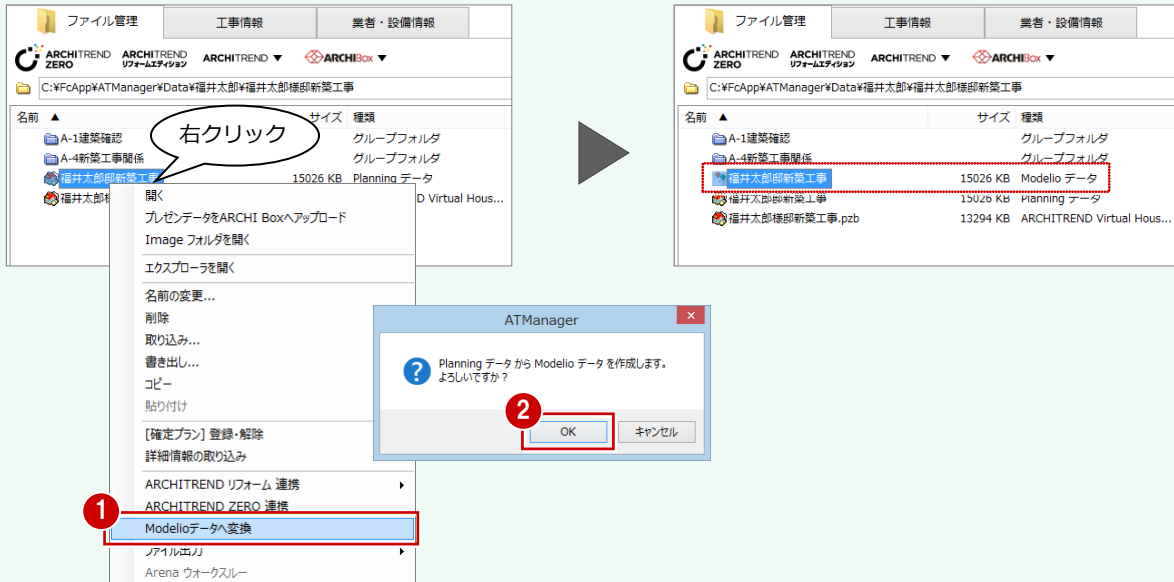 ファイル管理 工事情報 業者・設備情報
ARCHITREND ZERO ARCHITREND リフォームエディション ARCHITREND ▼ ARCHIBOX ▼
C:¥FcApp¥ATManager¥Data¥福井太郎¥福井太郎様邸新築工事
名前 ▲ サイズ 種類
A-1建築確認 グループフォルダ
A-4新築工事関係 グループフォルダ
福井太郎邸新築工事 15026 KB Planning データ
福井太郎 D Virtual Hous...
右クリック
開く
プレゼンデータをARCHI Boxへアップロード
Image フォルダを開く
エクスプローラを開く
名前の変更...
削除
取り込み...
書き出し...
コピー
貼り付け
[確定プラン] 登録・解除
詳細情報の取り込み
ARCHITREND リフォーム 連携
ARCHITREND ZERO 連携
1
Modelioデータへ変換
ファイル出力
Arena ウォークスルー
ATManager
Planning データ から Modelio データ を作成します。
よろしいですか？
2
OK キャンセル
ファイル管理 工事情報 業者・設備情報
ARCHITREND ZERO ARCHITREND リフォームエディション ARCHITREND ▼ ARCHIBOX ▼
C:¥FcApp¥ATManager¥Data¥福井太郎¥福井太郎様邸新築工事
名前 ▲ サイズ 種類
A-1建築確認 グループフォルダ
A-4新築工事関係 グループフォルダ
福井太郎邸新築工事 15026 KB Modelio データ
福井太郎邸新築工事 15026 KB Planning データ
福井太郎様邸新築工事.pzb 13294 KB ARCHITREND Virtual Hous...